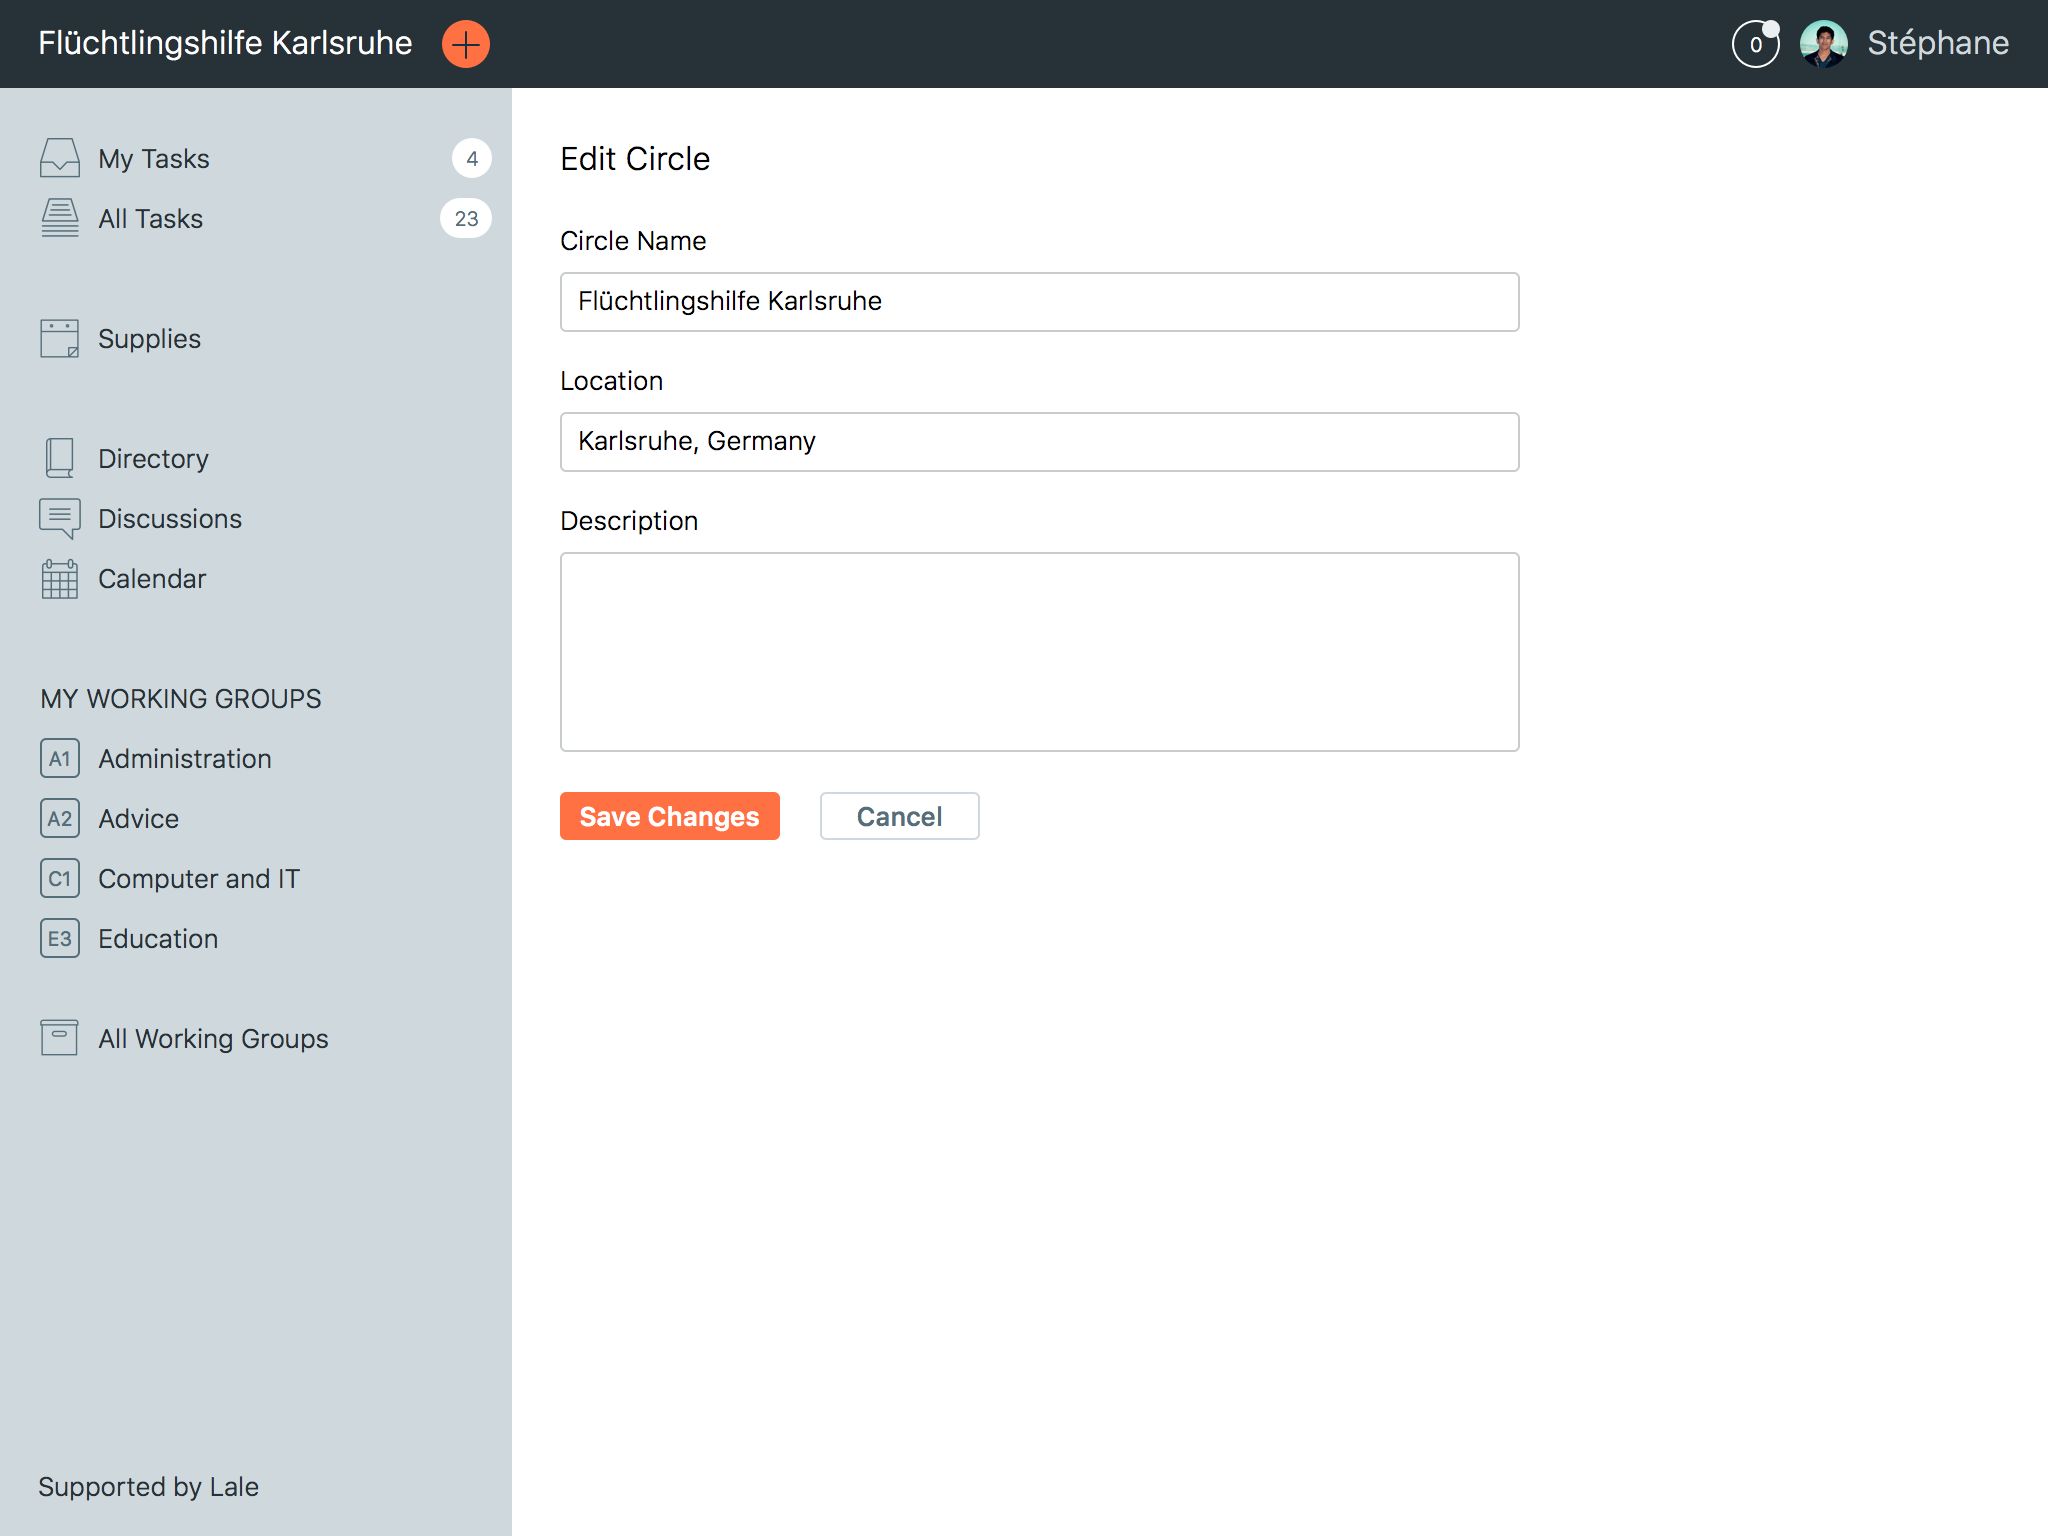 Flüchtlingshilfe Karlsruhe
0
Stéphane
My Tasks
4
All Tasks
23
Supplies
Directory
Discussions
Calendar
MY WORKING GROUPS
A1 Administration
A2 Advice
C1 Computer and IT
E3 Education
All Working Groups
Supported by Lale
Edit Circle
Circle Name
Flüchtlingshilfe Karlsruhe
Location
Karlsruhe, Germany
Description
Save Changes
Cancel